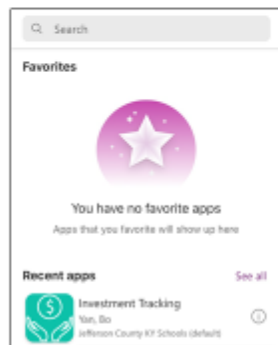 Search
Favorites
You have no favorite apps
Apps that you favorite will show up here
Recent apps
See all
Investment Tracking
Yan, Bo
Jefferson County KY Schools (default)